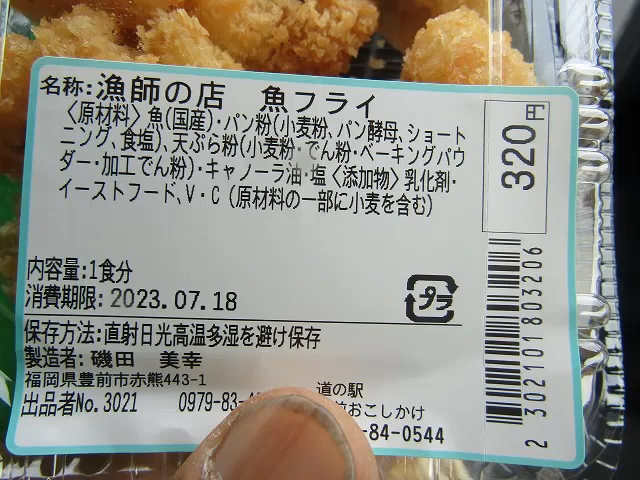 名称:漁師の店 魚フライ
〈原材料〉魚(国産)・パン粉(小麦粉、パン酵母、ショート
ニング、食塩)、天ぷら粉(小麦粉・でん粉・ベーキングパウ
ダー・加工でん粉)・キャノーラ油・塩〈添加物〉乳化剤・
イーストフード、V・C(原材料の一部に小麦を含む)
320円
内容量:1食分
消費期限:2023.07.18
プラ
保存方法:直射日光高温多湿を避け保存
製造者:磯田 美幸
福岡県豊前市赤熊443-1
出品者No.3021 0979-83-
道の駅
おこしかけ
-84-0544
2302101803206